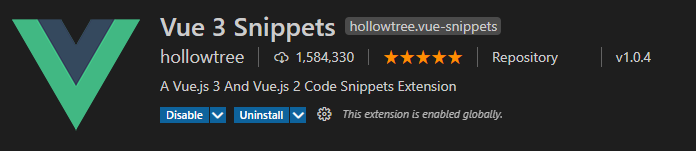 Vue 3 Snippets hollowtree.vue-snippets
hollowtree 1,584,330 Repository v1.0.4
A Vue.js 3 And Vue.js 2 Code Snippets Extension
Disable Uninstall This extension is enabled globally.